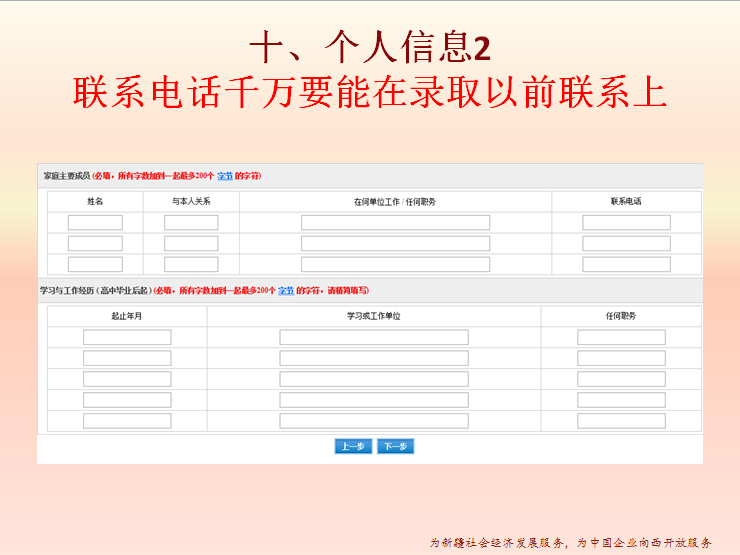 十、个人信息2
联系电话千万要能在录取以前联系上
家庭主要成员(必填，所有字数加到一起最多200个 字节 的字符)
姓名 与本人关系 在何单位工作 / 任何职务 联系电话
学习与工作经历（高中毕业后起）(必填，所有字数加到一起最多200个 字节 的字符，请精简填写)
起止年月 学习或工作单位 任何职务
上一步 下一步
为新疆社会经济发展服务，为中国企业向西开放服务